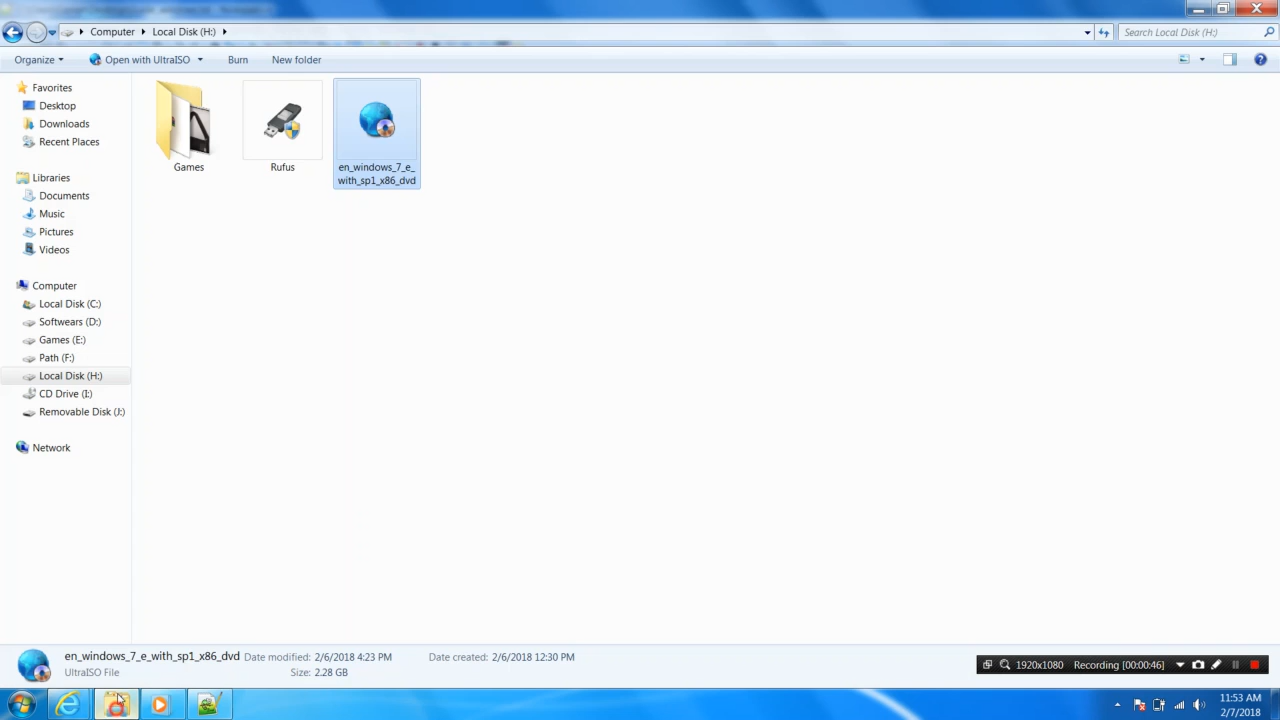 Computer Local Disk (H:)
Search Local Disk (H:)
Organize Open with UltraISO Burn New folder
Favorites
Desktop
Downloads
Recent Places
Libraries
Documents
Music
Pictures
Videos
Computer
Local Disk (C:)
Softwears (D:)
Games (E:)
Path (F:)
Local Disk (H:)
CD Drive (I:)
Removable Disk (J:)
Network
Games
Rufus
en_windows_7_e_
with_sp1_x86_dvd
en_windows_7_e_with_sp1_x86_dvd Date modified: 2/6/2018 4:23 PM Date created: 2/6/2018 12:30 PM
UltraISO File Size: 2.28 GB
1920x1080 Recording [00:00:46]
11:53 AM
2/7/2018